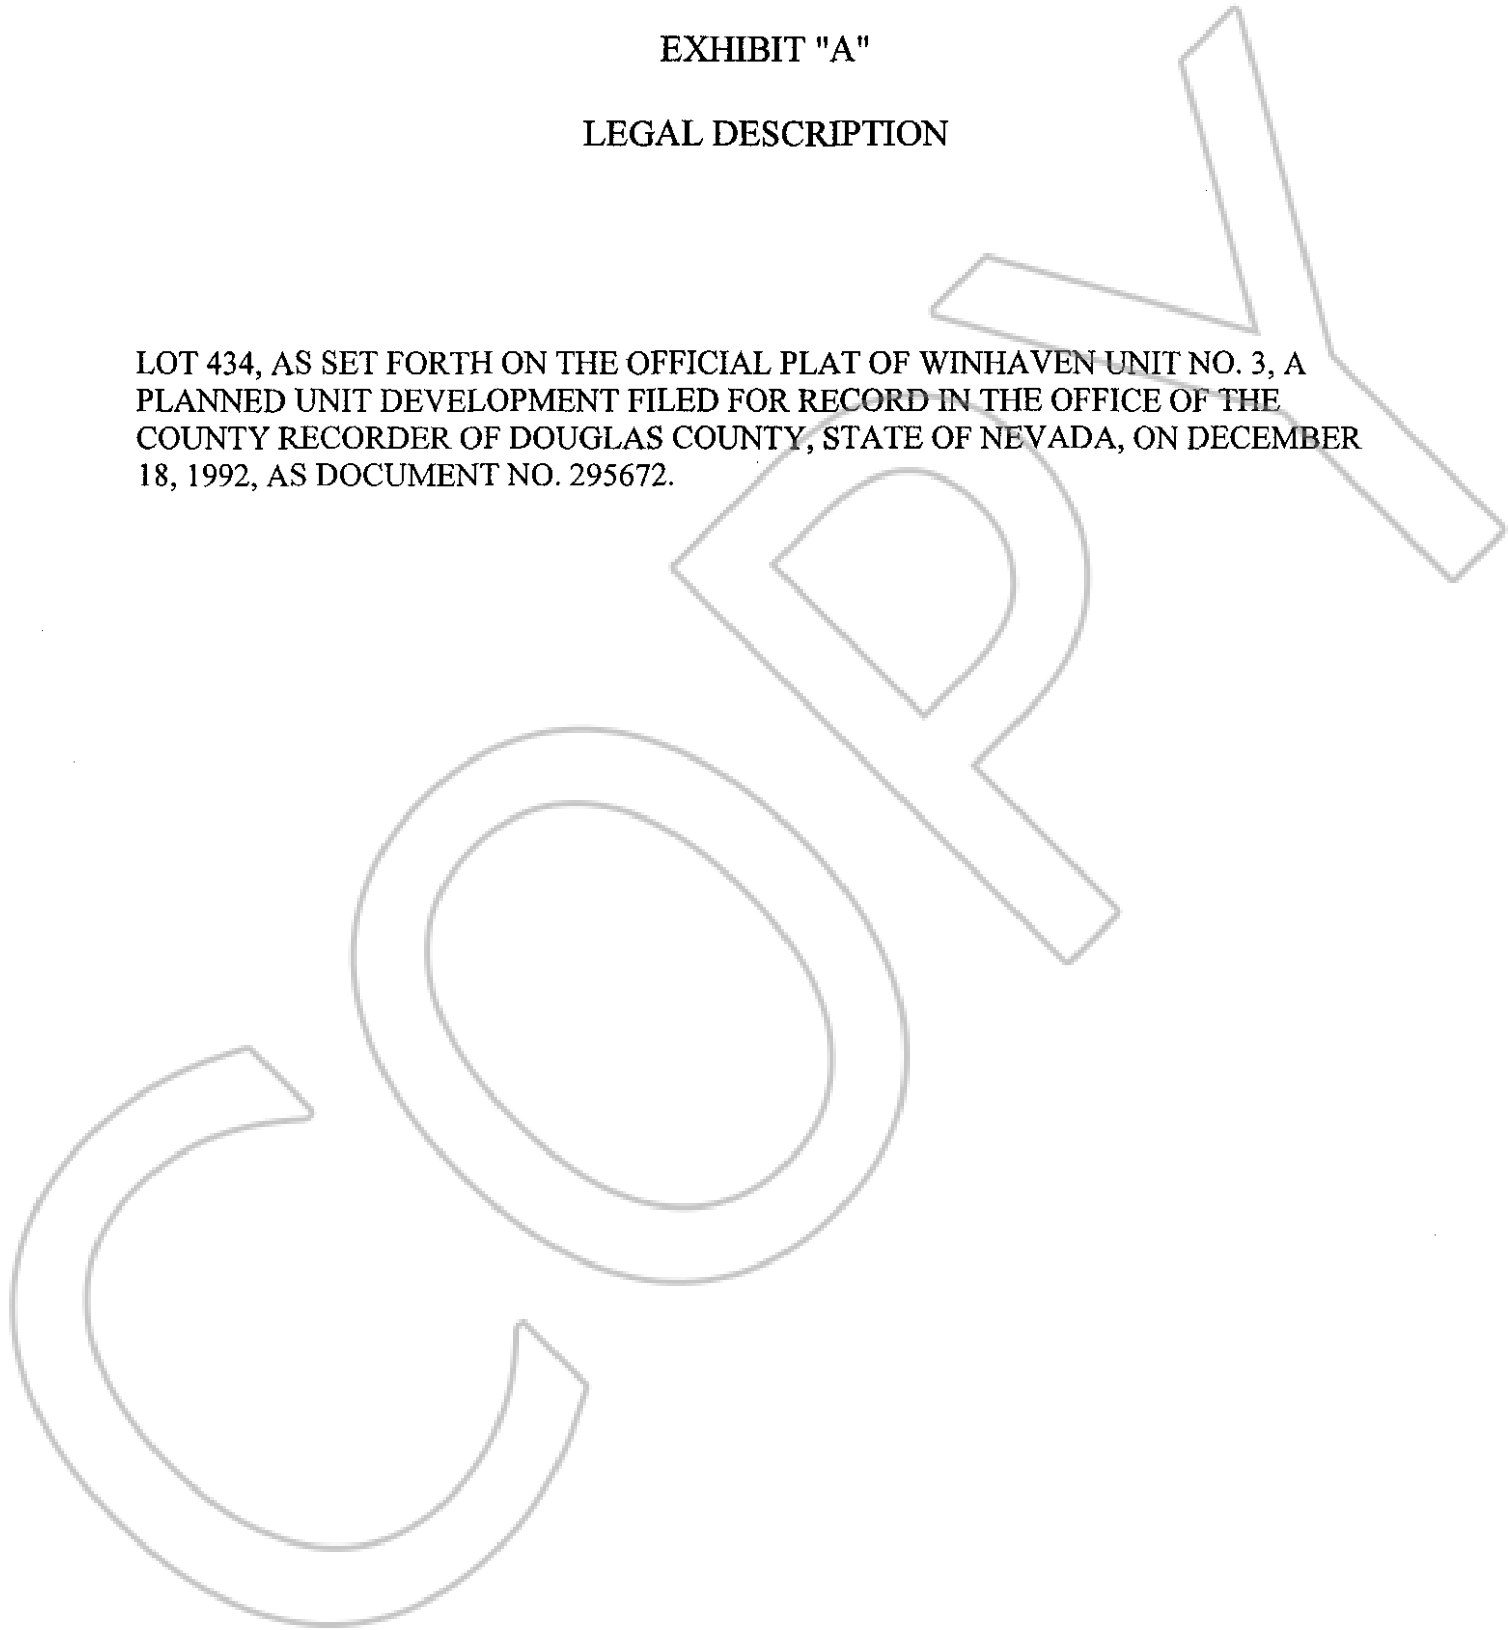 EXHIBIT "A"
LEGAL DESCRIPTION
LOT 434, AS SET FORTH ON THE OFFICIAL PLAT OF WINHAVEN UNIT NO. 3, A
PLANNED UNIT DEVELOPMENT FILED FOR RECORD IN THE OFFICE OF THE
COUNTY RECORDER OF DOUGLAS COUNTY, STATE OF NEVADA, ON DECEMBER
18, 1992, AS DOCUMENT NO. 295672.
COPY